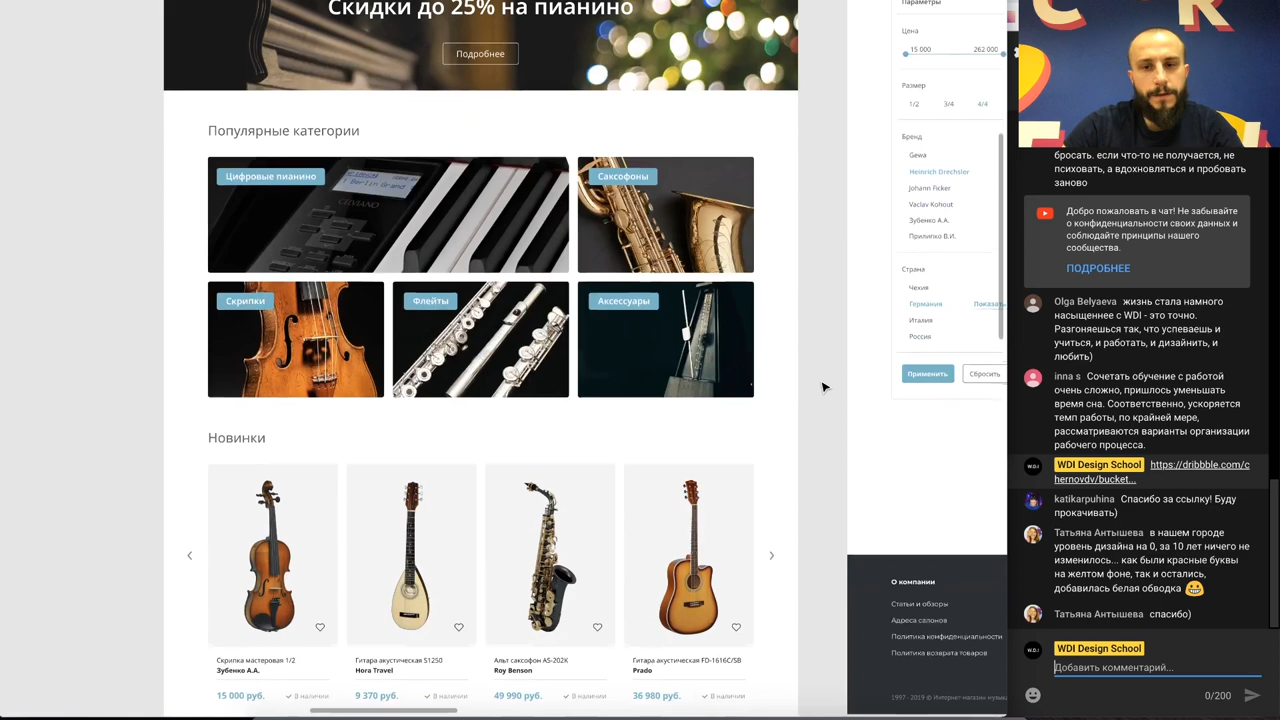 Скидки до 25% на пианино
Подробнее
Популярные категории
Цифровые пианино
CELVIANO
Саксофоны
Скрипки
Флейты
Аксессуары
Новинки
Скрипка мастеровая 1/2
Зубенко А.А.
15 000 руб.
В наличии
Гитара акустическая S1250
Hora Travel
9 370 руб.
В наличии
Альт саксофон AS-202K
Roy Benson
49 990 руб.
В наличии
Гитара акустическая FD-1616C/SB
Prado
36 980 руб.
В наличии
Параметры
Цена
15 000 262 000
Размер
1/2 3/4 4/4
Бренд
Gewa
Heinrich Drechsler
Johann Ficker
Vaclav Kohout
Зубенко А.А.
Прилипко В.И.
Страна
Чехия
Германия
Показать
Италия
Россия
Применить
Сбросить
О компании
Статьи и обзоры
Адреса салонов
Политика конфиденциальности
Политика возврата товаров
1997 - 2019 © Интернет-магазин
бросать. если что-то не получается, не
психовать, а вдохновляться и пробовать
заново
Добро пожаловать в чат! Не забывайте
о конфиденциальности своих данных и
соблюдайте принципы нашего
сообщества.
ПОДРОБНЕЕ
Olga Belyaeva жизнь стала намного
насыщеннее с WDI - это точно.
Разгоняешься так, что успеваешь и
учиться, и работать, и дизайнить, и
любить)
inna s Сочетать обучение с работой
очень сложно, пришлось уменьшать
время сна. Соответственно, ускоряется
темп работы, по крайней мере,
рассматриваются варианты организации
рабочего процесса.
WDI Design School https://dribbble.com/c
hernovdv/bucket...
katikarpuhina Спасибо за ссылку! Буду
прокачивать)
Татьяна Антышева в нашем городе
уровень дизайна на 0, за 10 лет ничего не
изменилось... как были красные буквы
на желтом фоне, так и остались,
добавилась белая обводка
Татьяна Антышева спасибо)
WDI Design School
Добавить комментарий...
0/200